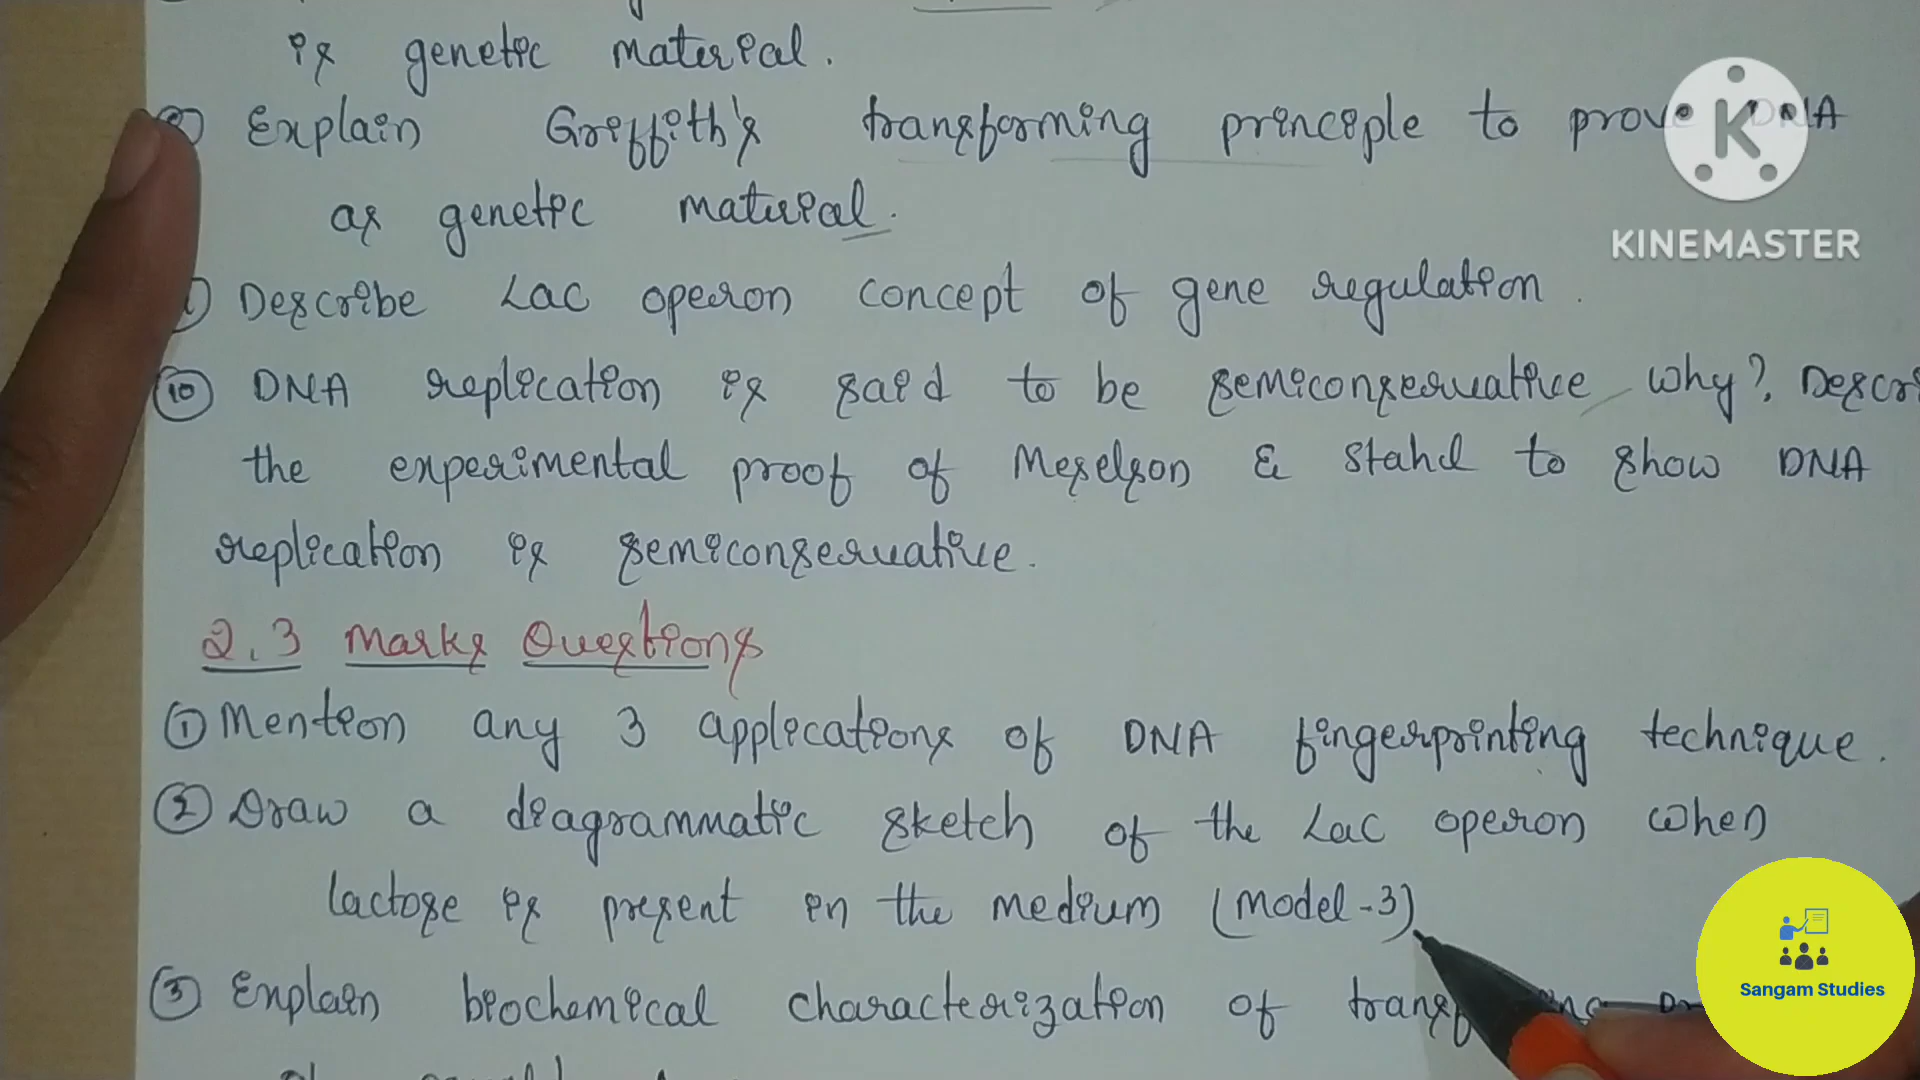 is genetic material.
⑧ Explain Griffith's transforming principle to prove DNA
as genetic material.
Describe Lac operon concept of gene regulation.
⑩ DNA replication is said to be semiconservative why?. Descri
the experimental proof of Meselson & Stahl to show DNA
replication is semiconservative.
2.3 Marks Questions
① Mention any 3 applications of DNA fingerprinting technique.
② Draw a diagrammatic sketch of the Lac operon when
lactose is present in the medium (Model-3)
③ Explain biochemical characterization of
K
KINEMASTER
Sangam Studies